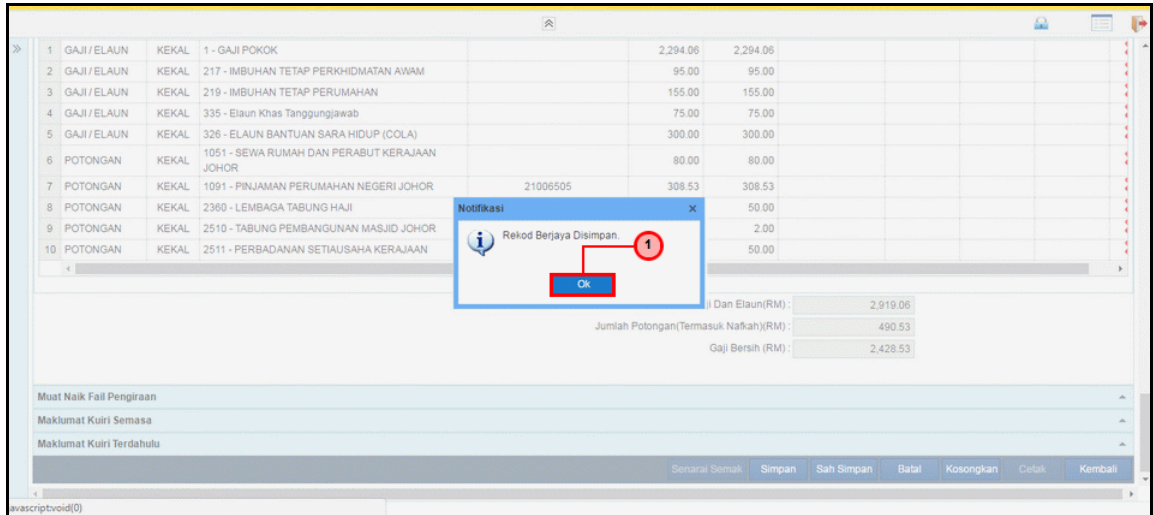 1 GAJI / ELAUN KEKAL 1 - GAJI POKOK 2,294.06 2,294.06
2 GAJI / ELAUN KEKAL 217 - IMBUHAN TETAP PERKHIDMATAN AWAM 95.00 95.00
3 GAJI / ELAUN KEKAL 219 - IMBUHAN TETAP PERUMAHAN 155.00 155.00
4 GAJI / ELAUN KEKAL 335 - Elaun Khas Tanggungjawab 75.00 75.00
5 GAJI / ELAUN KEKAL 326 - ELAUN BANTUAN SARA HIDUP (COLA) 300.00 300.00
6 POTONGAN KEKAL 1051 - SEWA RUMAH DAN PERABUT KERAJAAN
JOHOR 80.00 80.00
7 POTONGAN KEKAL 1091 - PINJAMAN PERUMAHAN NEGERI JOHOR 21006505 308.53 308.53
8 POTONGAN KEKAL 2360 - LEMBAGA TABUNG HAJI 50.00
9 POTONGAN KEKAL 2510 - TABUNG PEMBANGUNAN MASJID JOHOR 2.00
10 POTONGAN KEKAL 2511 - PERBADANAN SETIAUSAHA KERAJAAN 50.00
Notifikasi
Rekod Berjaya Disimpan.
1
Ok
ji Dan Elaun(RM) : 2,919.06
Jumlah Potongan(Termasuk Nafkah)(RM) : 490.53
Gaji Bersih (RM) : 2,428.53
Muat Naik Fail Pengiraan
Maklumat Kuiri Semasa
Maklumat Kuiri Terdahulu
Senarai Semak Simpan Sah Simpan Batal Kosongkan Cetak Kembali
avascript:void(0)